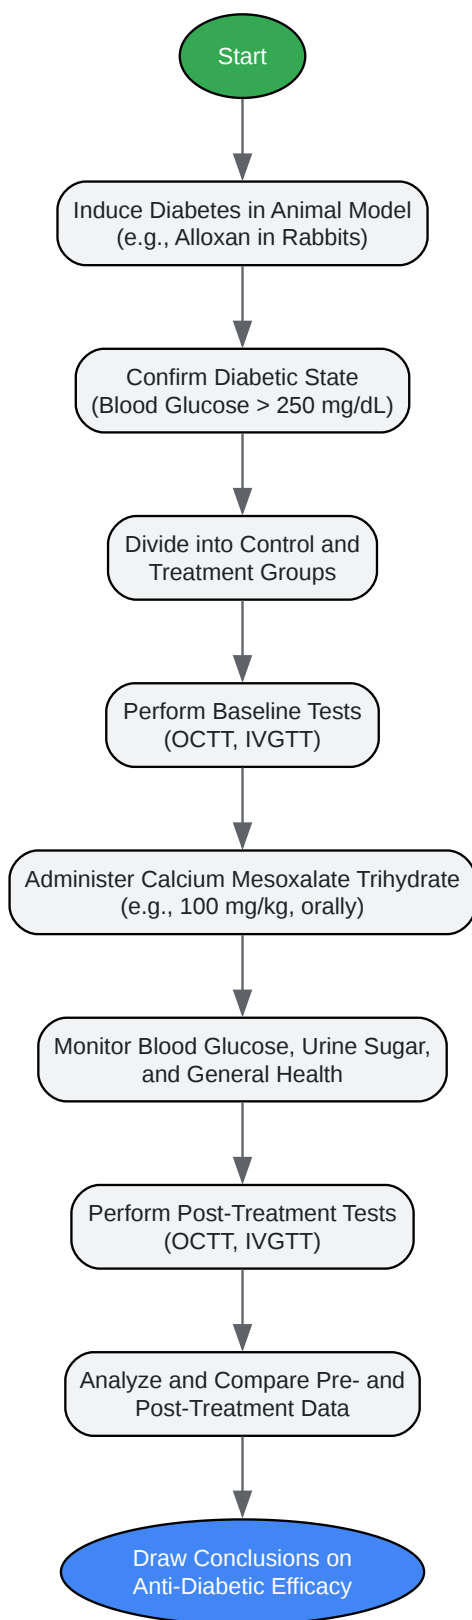 Start
Induce Diabetes in Animal Model
(e.g., Alloxan in Rabbits)
Confirm Diabetic State
(Blood Glucose > 250 mg/dL)
Divide into Control and
Treatment Groups
Perform Baseline Tests
(OCTT, IVGTT)
Administer Calcium Mesoxalate Trihydrate
(e.g., 100 mg/kg, orally)
Monitor Blood Glucose, Urine Sugar,
and General Health
Perform Post-Treatment Tests
(OCTT, IVGTT)
Analyze and Compare Pre- and
Post-Treatment Data
Draw Conclusions on
Anti-Diabetic Efficacy